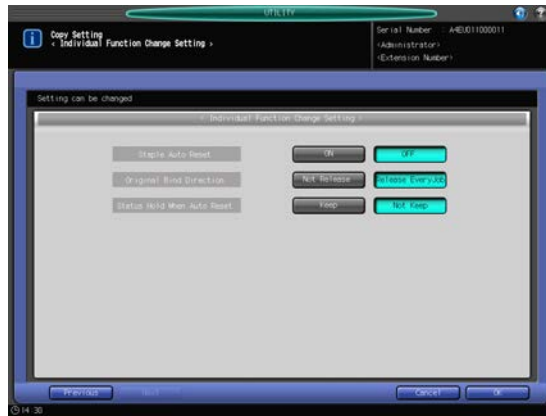 UTILITY
Copy Setting
< Individual Function Change Setting >
Serial Number : A4EU011000011
<Administrator>
<Extension Number>
Setting can be changed
< Individual Function Change Setting >
Staple Auto Reset ON OFF
Original Bind Direction Not Release Release EveryJob
Status Hold When Auto Reset Keep Not Keep
Previous Next Cancel OK
14:30